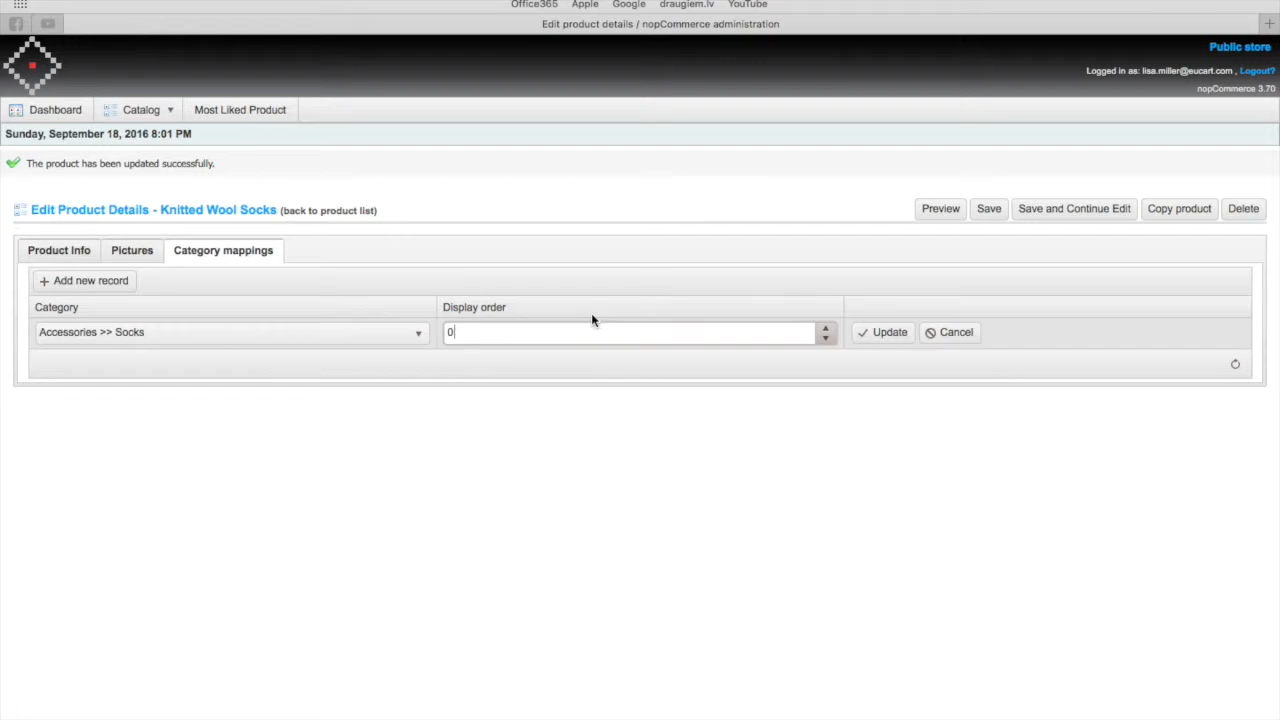 Office365 Apple Google draugiem.lv YouTube
Edit product details / nopCommerce administration
Public store
Logged in as: lisa.miller@eucart.com , Logout?
nopCommerce 3.70
Dashboard Catalog Most Liked Product
Sunday, September 18, 2016 8:01 PM
The product has been updated successfully.
Edit Product Details - Knitted Wool Socks (back to product list) Preview Save Save and Continue Edit Copy product Delete
Product Info Pictures Category mappings
+ Add new record
Category Display order
Accessories >> Socks 0 Update Cancel